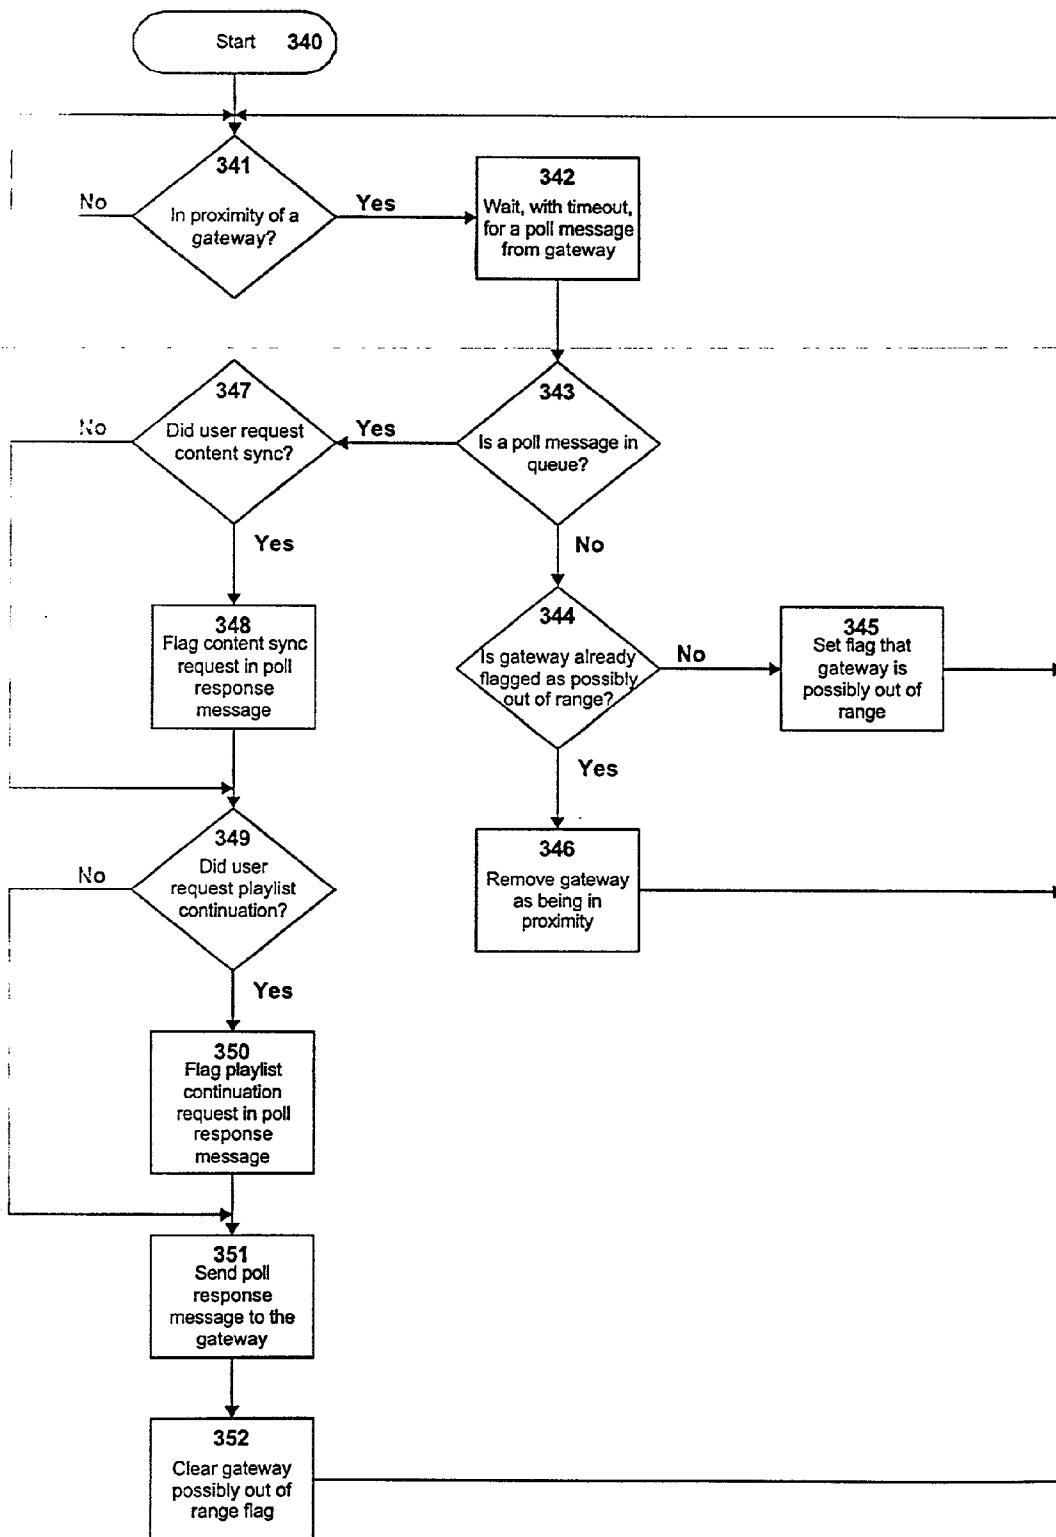 Start 340
341
In proximity of a
gateway?
No
Yes
342
Wait, with timeout,
for a poll message
from gateway
343
Is a poll message in
queue?
Yes
No
347
Did user request
content sync?
No
Yes
348
Flag content sync
request in poll
response
message
344
Is gateway already
flagged as possibly
out of range?
No
Yes
345
Set flag that
gateway is
possibly out of
range
346
Remove gateway
as being in
proximity
349
Did user
request playlist
continuation?
No
Yes
350
Flag playlist
continuation
request in poll
response
message
351
Send poll
response
message to the
gateway
352
Clear gateway
possibly out of
range flag